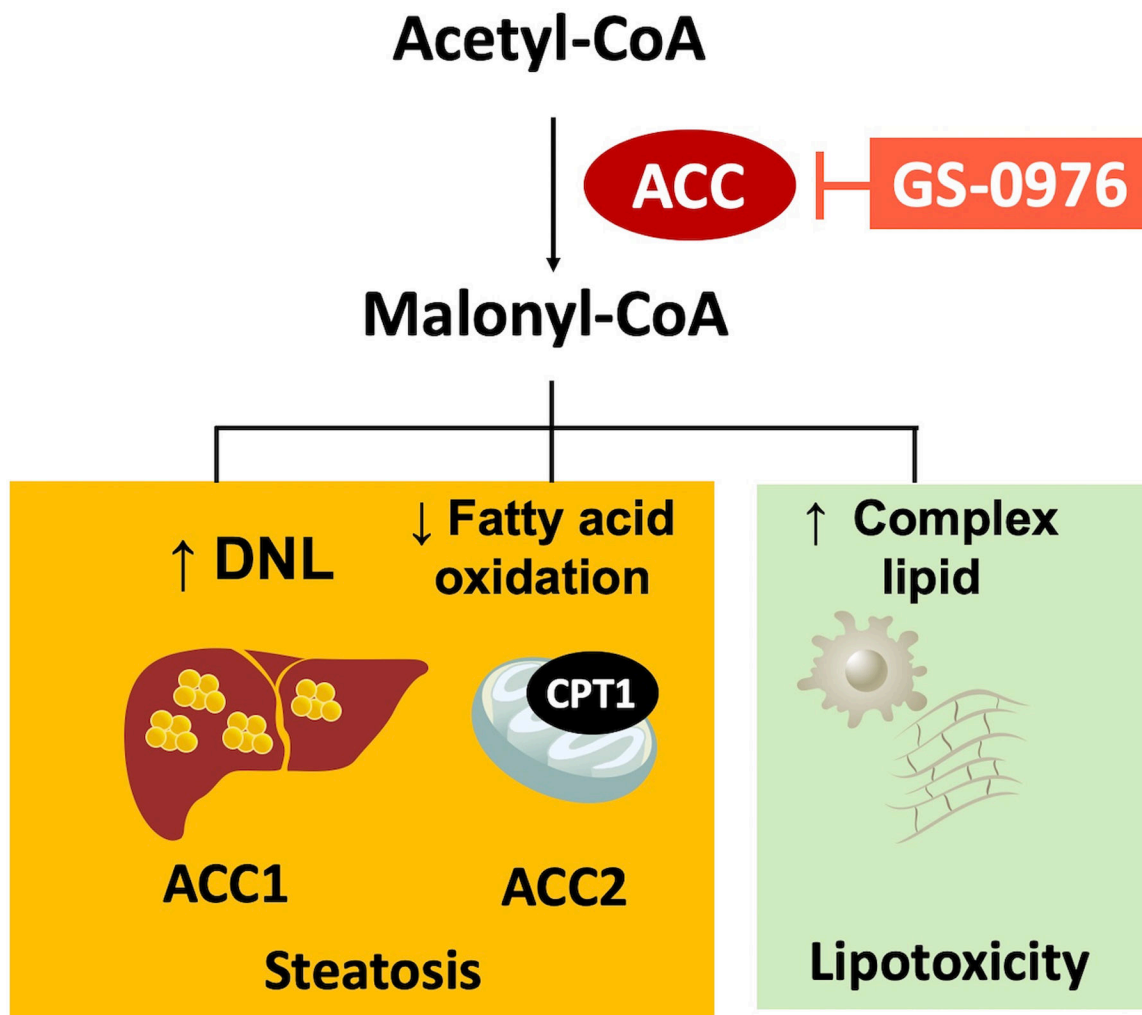 Acetyl-CoA
ACC
GS-0976
Malonyl-CoA
↑ DNL
↓ Fatty acid
oxidation
↑ Complex
lipid
CPT1
ACC1
ACC2
Steatosis
Lipotoxicity